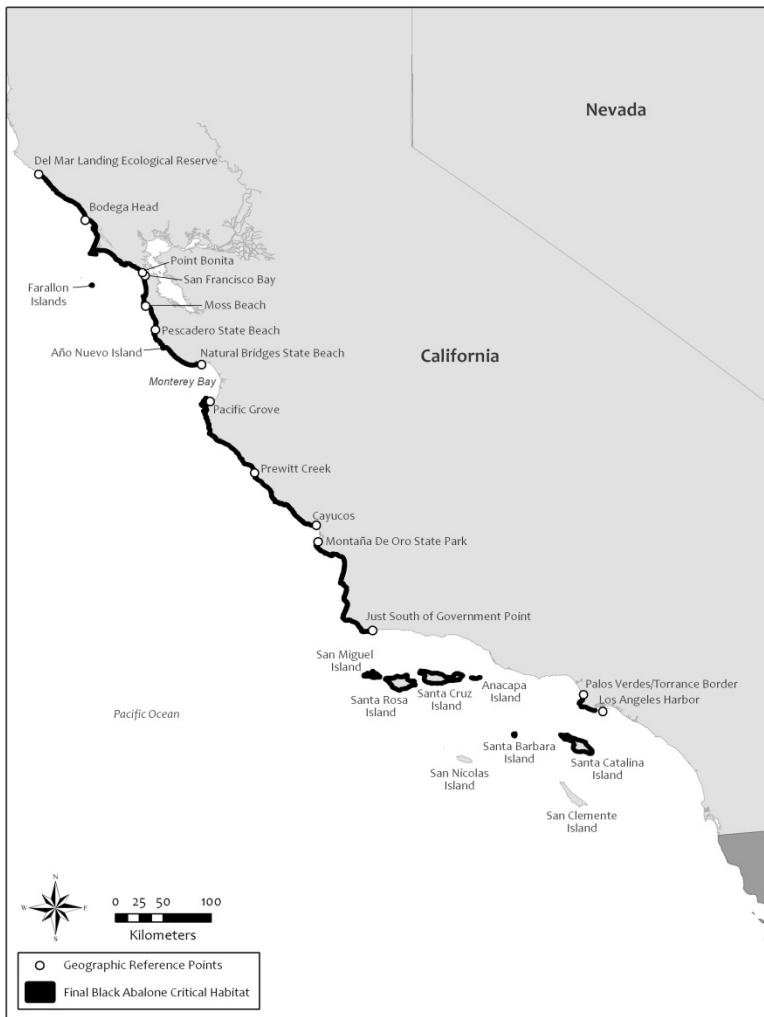 Nevada
Del Mar Landing Ecological Reserve
Bodega Head
Point Bonita
San Francisco Bay
Farallon
Islands
Moss Beach
Pescadero State Beach
Año Nuevo Island
Natural Bridges State Beach
California
Monterey Bay
Pacific Grove
Prewitt Creek
Cayucos
Montaña De Oro State Park
Just South of Government Point
San Miguel
Island
Santa Rosa
Island
Santa Cruz
Island
Anacapa
Island
Palos Verdes/Torrance Border
Los Angeles Harbor
Pacific Ocean
Santa Barbara
Island
Santa Catalina
Island
San Nicolas
Island
San Clemente
Island
N
W
E
S
0 25 50 100
Kilometers
Geographic Reference Points
Final Black Abalone Critical Habitat